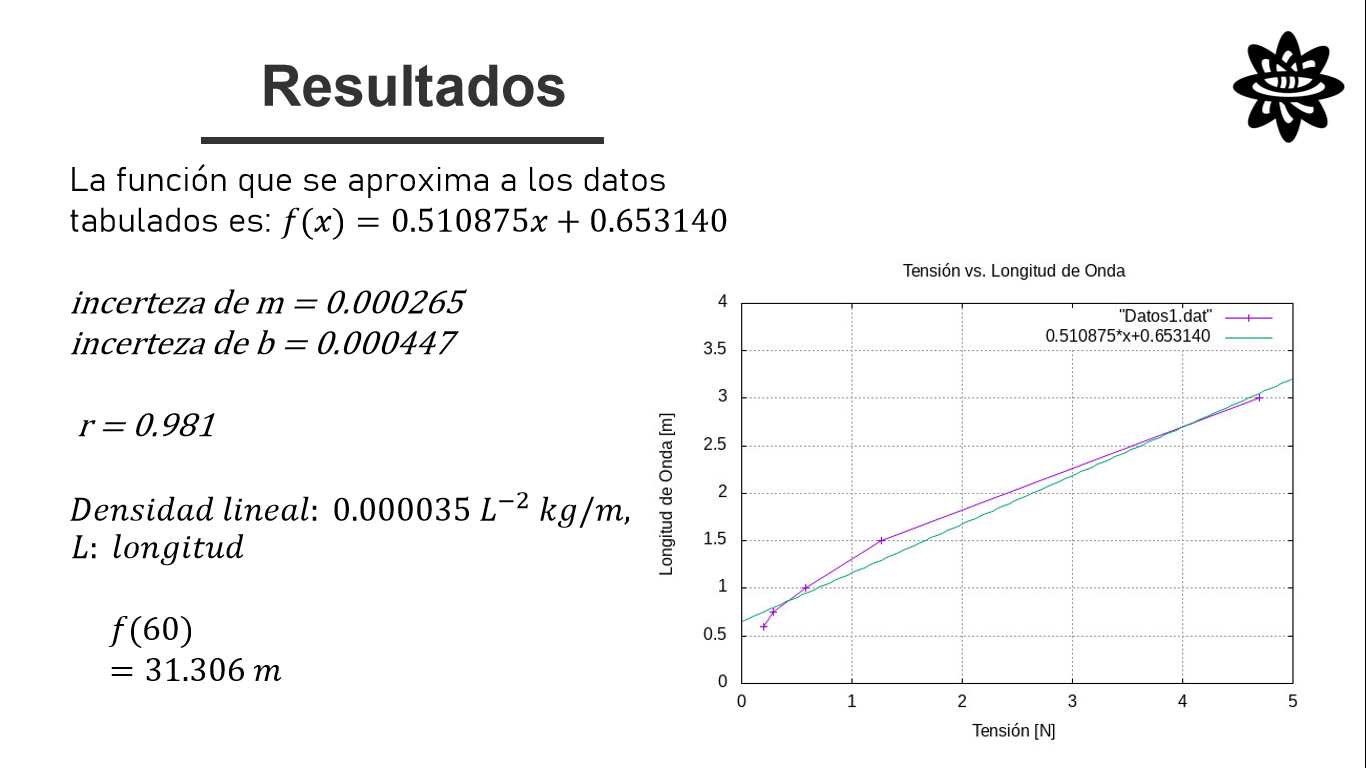 Resultados
La función que se aproxima a los datos
tabulados es: f(x) = 0.510875x + 0.653140
incerteza de m = 0.000265
incerteza de b = 0.000447
r = 0.981
Densidad lineal: 0.000035 L⁻² kg/m,
L: longitud
f(60)
= 31.306 m
Tensión vs. Longitud de Onda
"Datos1.dat"
0.510875*x+0.653140
Longitud de Onda [m]
4
3.5
3
2.5
2
1.5
1
0.5
0
0 1 2 3 4 5
Tensión [N]